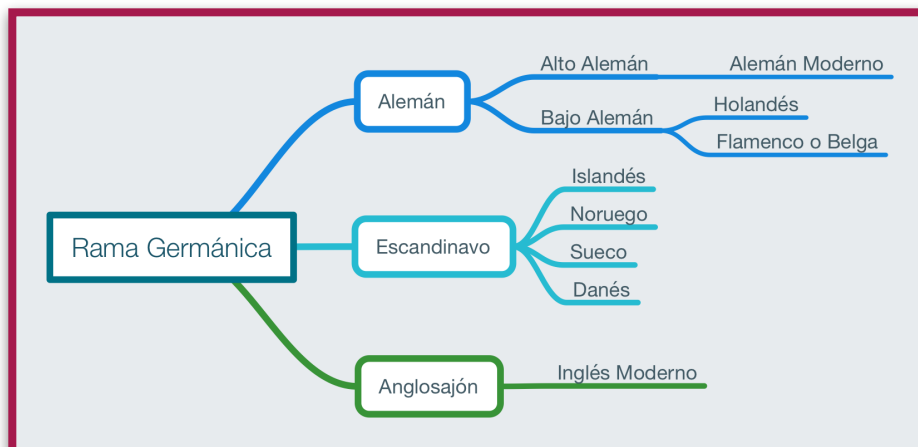 Rama Germánica
Alemán
Alto Alemán
Alemán Moderno
Bajo Alemán
Holandés
Flamenco o Belga
Escandinavo
Islandés
Noruego
Sueco
Danés
Anglosajón
Inglés Moderno